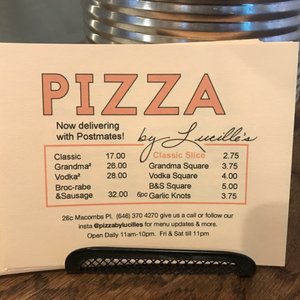 PIZZA
Now delivering
with Postmates!
by Lucille's
Classic 17.00 Classic Slice 2.75
Grandma² 26.00 Grandma Square 3.75
Vodka² 28.00 Vodka Square 4.00
Broc-rabe B&S Square 5.00
&Sausage 32.00 6pc Garlic Knots 3.75
26c Macombs Pl. (646) 370 4270 give us a call or follow our
insta @pizzabylucilles for menu updates & more.
Open Daily 11am-10pm. Fri & Sat till 11pm